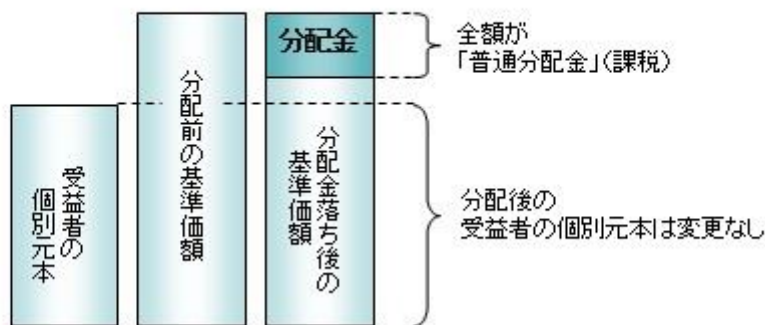 受益者の
個別元本
分配前の基準価額
分配金
分配金落ち後の
基準価額
全額が
「普通分配金」(課税)
分配後の
受益者の個別元本は変更なし